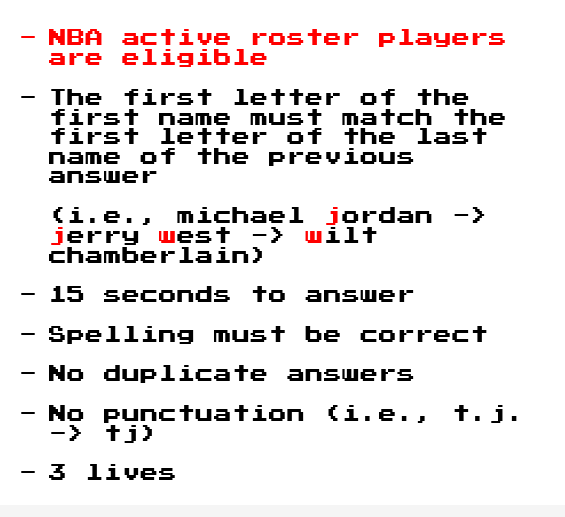 - NBA active roster players
are eligible
- The first letter of the
first name must match the
first letter of the last
name of the previous
answer
(i.e., michael jordan ->
jerry west -> wilt
chamberlain)
- 15 seconds to answer
- Spelling must be correct
- No duplicate answers
- No punctuation (i.e., t.j.
-> tj)
- 3 lives